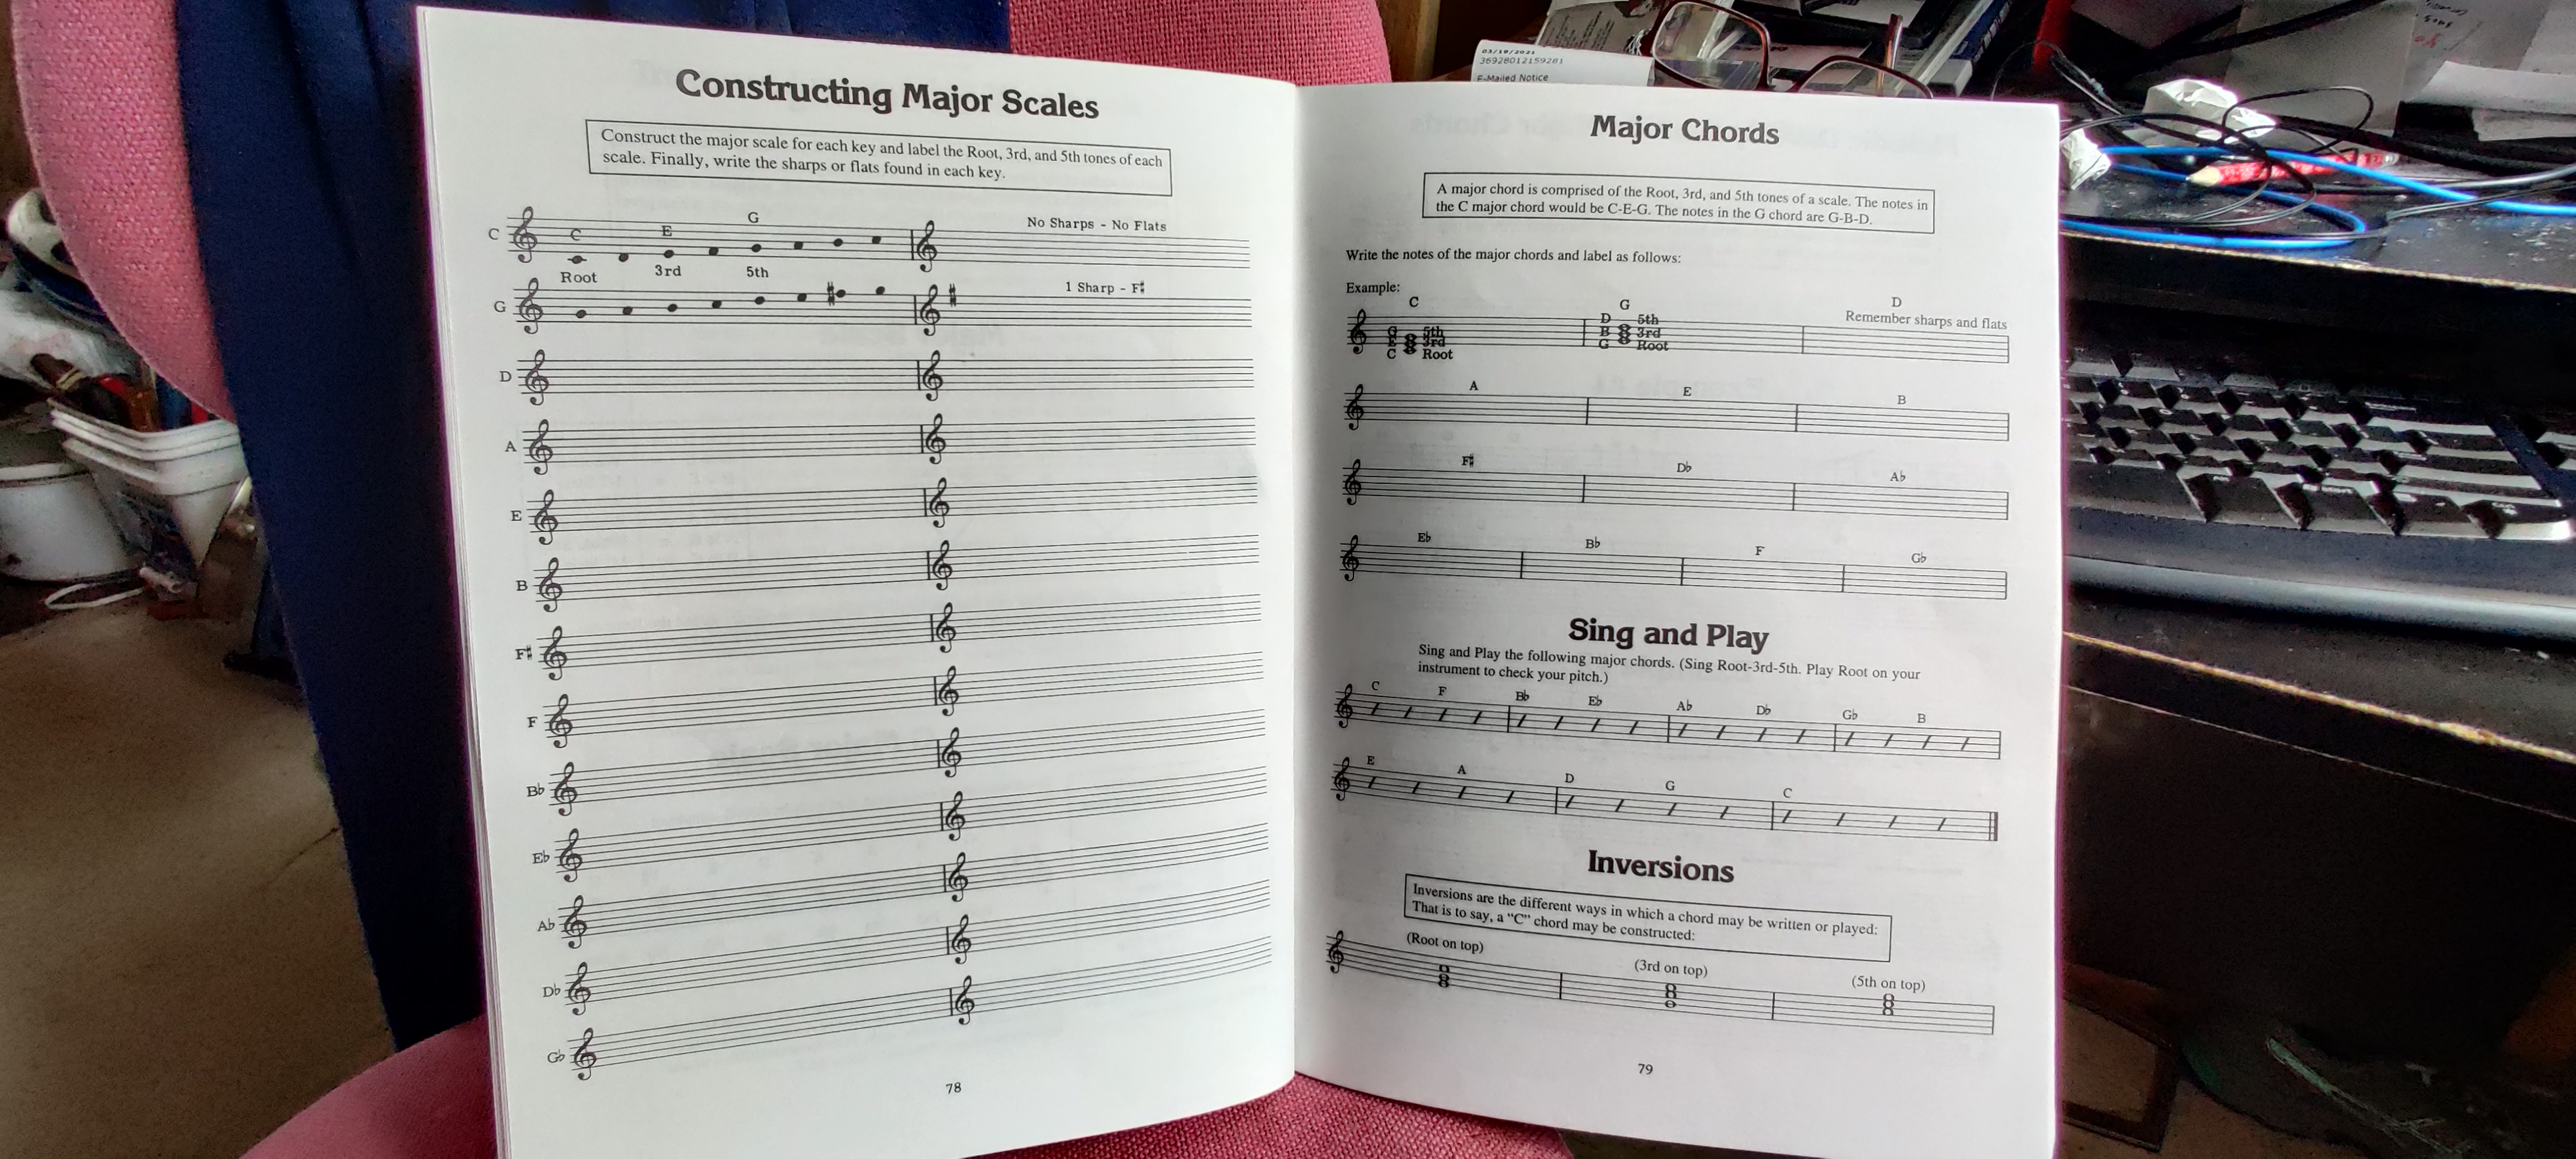 Constructing Major Scales
Construct the major scale for each key and label the Root, 3rd, and 5th tones of each
scale. Finally, write the sharps or flats found in each key.
C
C E G
No Sharps - No Flats
Root 3rd 5th
G
1 Sharp - F♯
D
A
E
B
F♯
F
B♭
E♭
A♭
D♭
G♭
78
Major Chords
A major chord is comprised of the Root, 3rd, and 5th tones of a scale. The notes in
the C major chord would be C-E-G. The notes in the G chord are G-B-D.
Write the notes of the major chords and label as follows:
Example:
C G D
Remember sharps and flats
G 5th D 5th
E 3rd B 3rd
C Root G Root
A E B
F♯ D♭ A♭
E♭ B♭ F G♭
Sing and Play
Sing and Play the following major chords. (Sing Root-3rd-5th. Play Root on your
instrument to check your pitch.)
C F B♭ E♭ A♭ D♭ G♭ B
E A D G C
Inversions
Inversions are the different ways in which a chord may be written or played:
That is to say, a "C" chord may be constructed:
(Root on top) (3rd on top) (5th on top)
79
03/19/2021
36928012159281
E-Mailed Notice